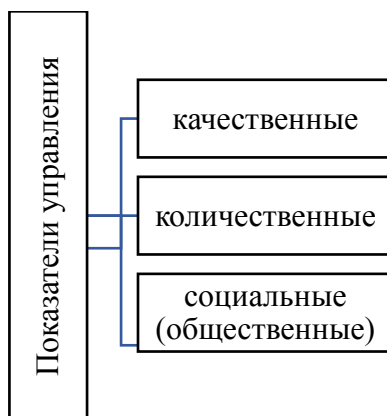 Показатели управления
качественные
количественные
социальные
(общественные)